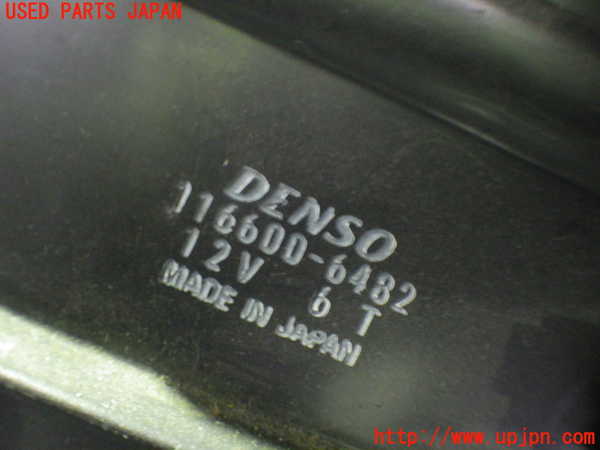 USED PARTS JAPAN
DENSO
116600-6482
12V 6 T
MADE IN JAPAN
http://www.upjpn.com